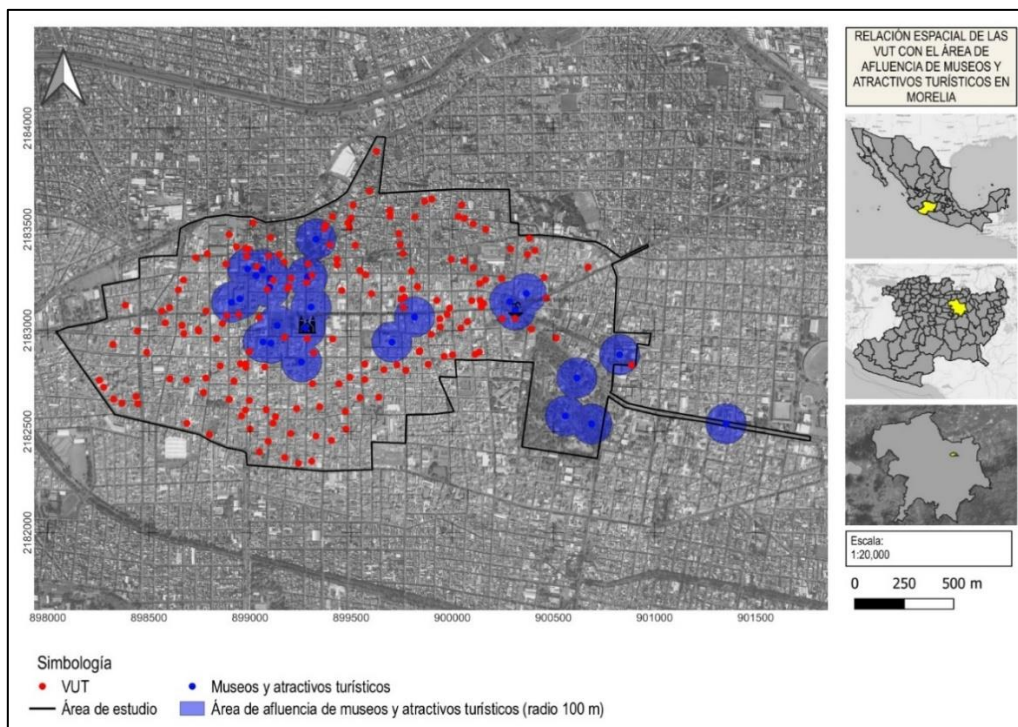 RELACIÓN ESPACIAL DE LAS
VUT CON EL ÁREA DE
AFLUENCIA DE MUSEOS Y
ATRACTIVOS TURÍSTICOS EN
MORELIA
2184000
2183500
2183000
2182500
2182000
898000 898500 899000 899500 900000 900500 901000 901500
Escala:
1:20,000
0 250 500 m
Simbología
VUT
Museos y atractivos turísticos
Área de estudio
Área de afluencia de museos y atractivos turísticos (radio 100 m)